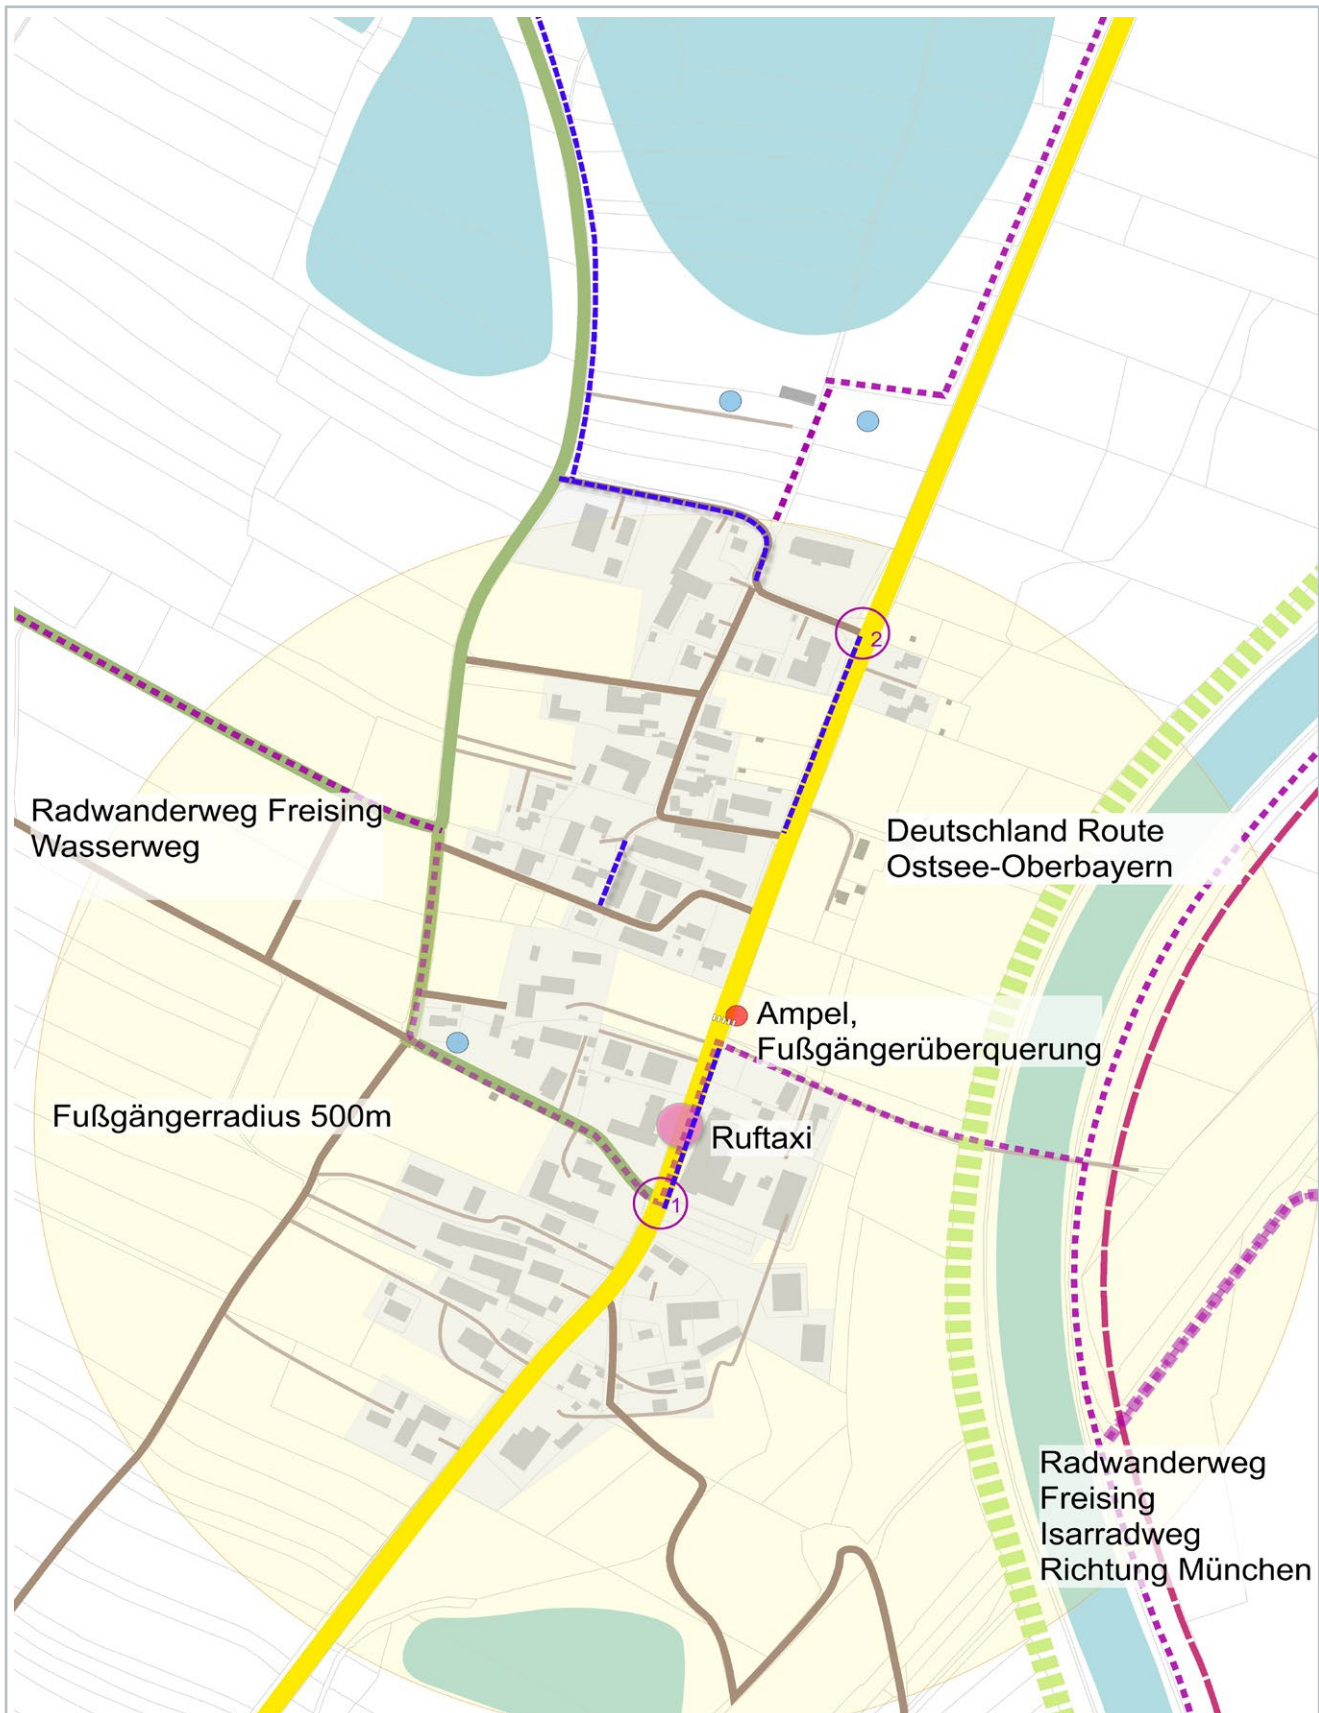 2
Radwanderweg Freising
Wasserweg
Deutschland Route
Ostsee-Oberbayern
Ampel,
Fußgängerüberquerung
Fußgängerradius 500m
Ruftaxi
1
Radwanderweg
Freising
Isarradweg
Richtung München